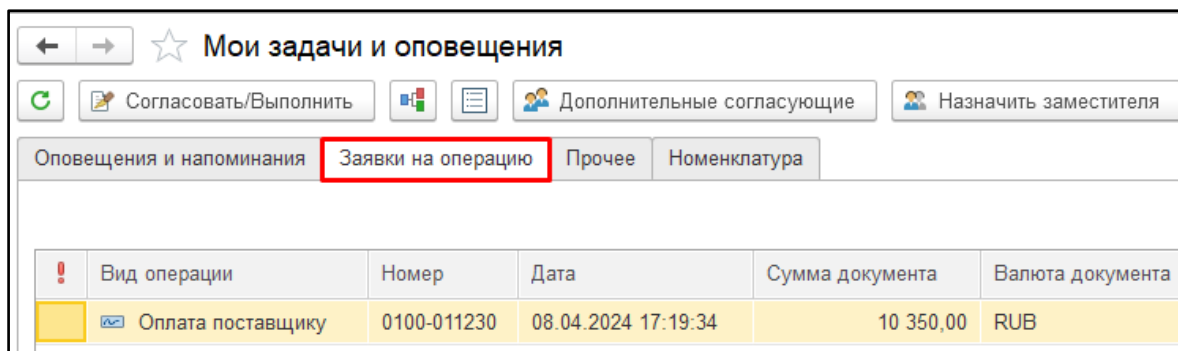 Мои задачи и оповещения
Согласовать/Выполнить Дополнительные согласующие Назначить заместителя
Оповещения и напоминания Заявки на операцию Прочее Номенклатура
Вид операции Номер Дата Сумма документа Валюта документа
Оплата поставщику 0100-011230 08.04.2024 17:19:34 10 350,00 RUB